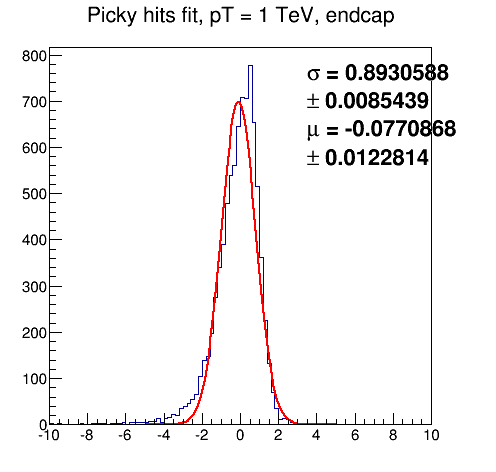 Picky hits fit, pT = 1 TeV, endcap
σ = 0.8930588
± 0.0085439
μ = -0.0770868
± 0.0122814
800
700
600
500
400
300
200
100
0
-10 -8 -6 -4 -2 0 2 4 6 8 10